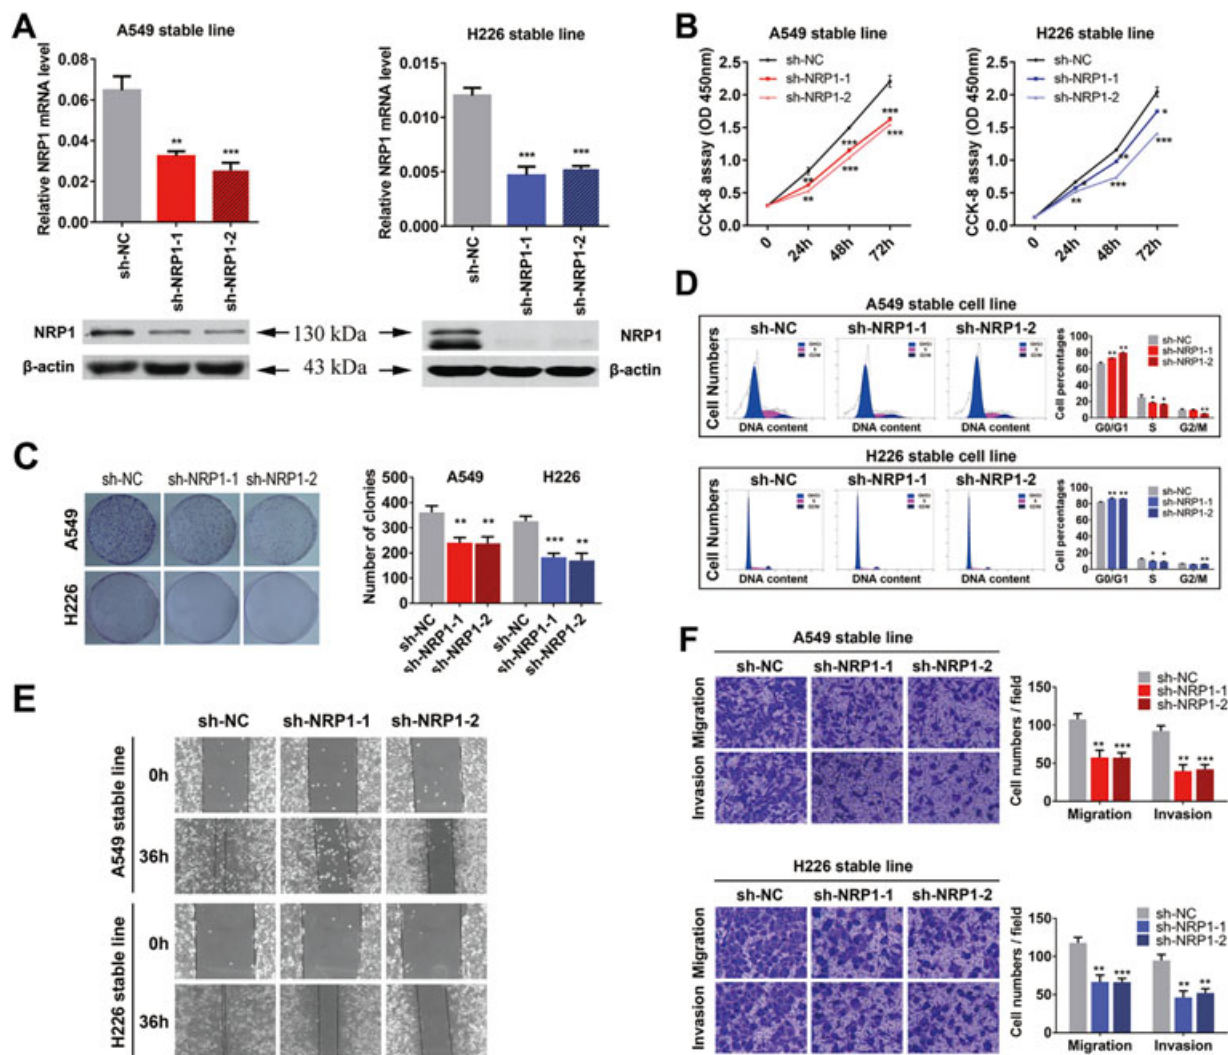 A
A549 stable line
Relative NRP1 mRNA level
0.08
0.06
0.04
0.02
0.00
**
***
sh-NC
sh-NRP1-1
sh-NRP1-2
H226 stable line
Relative NRP1 mRNA level
0.015
0.010
0.005
0.000
***
***
sh-NC
sh-NRP1-1
sh-NRP1-2
NRP1
130 kDa
NRP1
β-actin
43 kDa
β-actin
B
A549 stable line
CCK-8 assay (OD 450nm)
2.5
2.0
1.5
1.0
0.5
0.0
sh-NC
sh-NRP1-1
sh-NRP1-2
**
**
***
***
***
***
0
24h
48h
72h
H226 stable line
CCK-8 assay (OD 450nm)
2.5
2.0
1.5
1.0
0.5
0.0
sh-NC
sh-NRP1-1
sh-NRP1-2
*
**
**
***
*
***
0
24h
48h
72h
C
sh-NC sh-NRP1-1 sh-NRP1-2
A549
H226
Number of clonies
500
400
300
200
100
0
A549 H226
** ** *** **
sh-NC
sh-NRP1-1
sh-NRP1-2
sh-NC
sh-NRP1-1
sh-NRP1-2
D
A549 stable cell line
sh-NC sh-NRP1-1 sh-NRP1-2
Cell Numbers
DNA content DNA content DNA content
Cell percentages
100
80
60
40
20
0
sh-NC
sh-NRP1-1
sh-NRP1-2
** **
* *
**
G0/G1 S G2/M
H226 stable cell line
sh-NC sh-NRP1-1 sh-NRP1-2
Cell Numbers
DNA content DNA content DNA content
Cell percentages
100
80
60
40
20
0
sh-NC
sh-NRP1-1
sh-NRP1-2
** **
* *
**
G0/G1 S G2/M
E
sh-NC sh-NRP1-1 sh-NRP1-2
A549 stable line
0h
36h
H226 stable line
0h
36h
F
A549 stable line
sh-NC sh-NRP1-1 sh-NRP1-2
Migration
Invasion
Cell numbers / field
150
100
50
0
sh-NC
sh-NRP1-1
sh-NRP1-2
** *** ** ***
Migration Invasion
H226 stable line
sh-NC sh-NRP1-1 sh-NRP1-2
Migration
Invasion
Cell numbers / field
150
100
50
0
sh-NC
sh-NRP1-1
sh-NRP1-2
** *** ** **
Migration Invasion